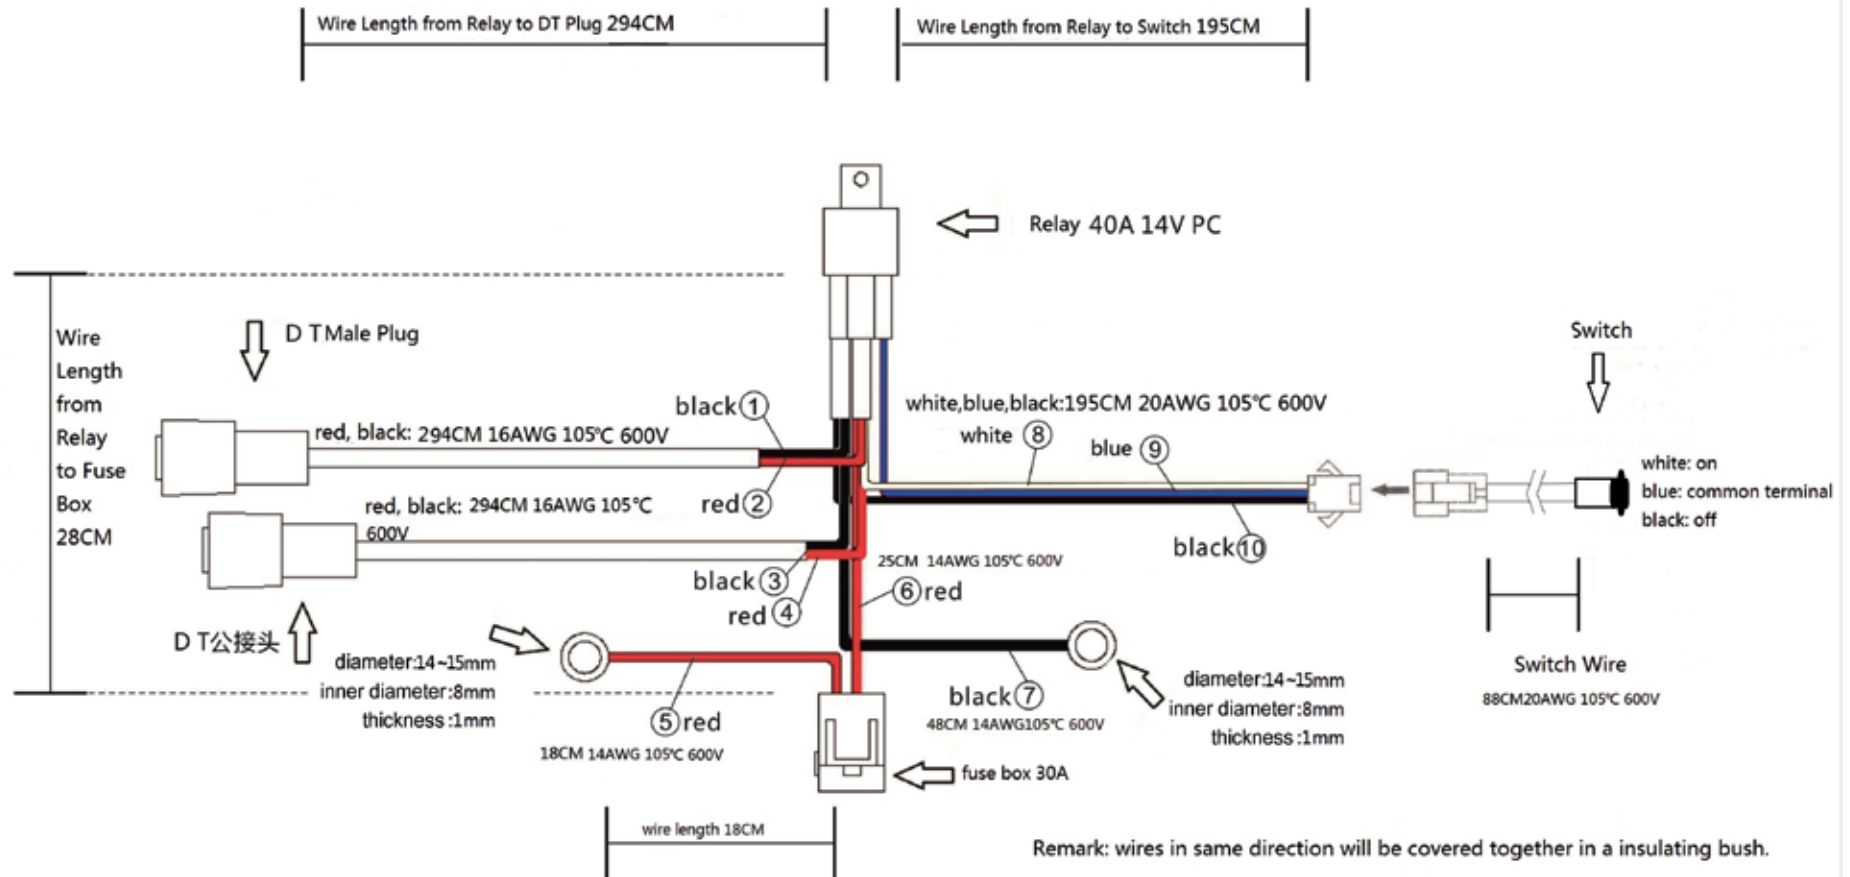 Wire Length from Relay to DT Plug 294CM
Wire Length from Relay to Switch 195CM
Relay 40A 14V PC
Wire
Length
from
Relay
to Fuse
Box
28CM
D TMale Plug
Switch
black①
red, black: 294CM 16AWG 105℃ 600V
red②
white,blue,black:195CM 20AWG 105℃ 600V
white ⑧
blue ⑨
black⑩
white: on
blue: common terminal
black: off
red, black: 294CM 16AWG 105℃
600V
black③
red④
25CM 14AWG 105℃ 600V
⑥red
D T公接头
diameter:14~15mm
inner diameter:8mm
thickness :1mm
⑤red
18CM 14AWG 105℃ 600V
black⑦
48CM 14AWG105℃ 600V
diameter:14~15mm
inner diameter:8mm
thickness :1mm
Switch Wire
88CM20AWG 105℃ 600V
fuse box 30A
wire length 18CM
Remark: wires in same direction will be covered together in a insulating bush.